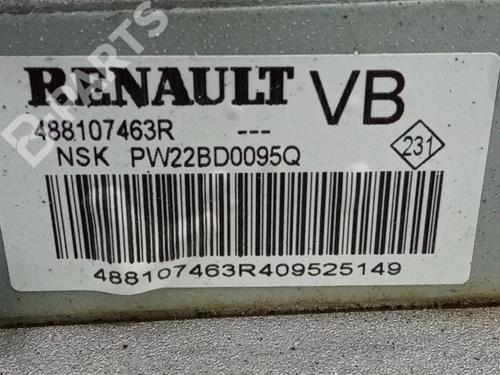 RENAULT VB
488107463R ---
231
NSK PW22BD0095Q
488107463R409525149
B-PARTS